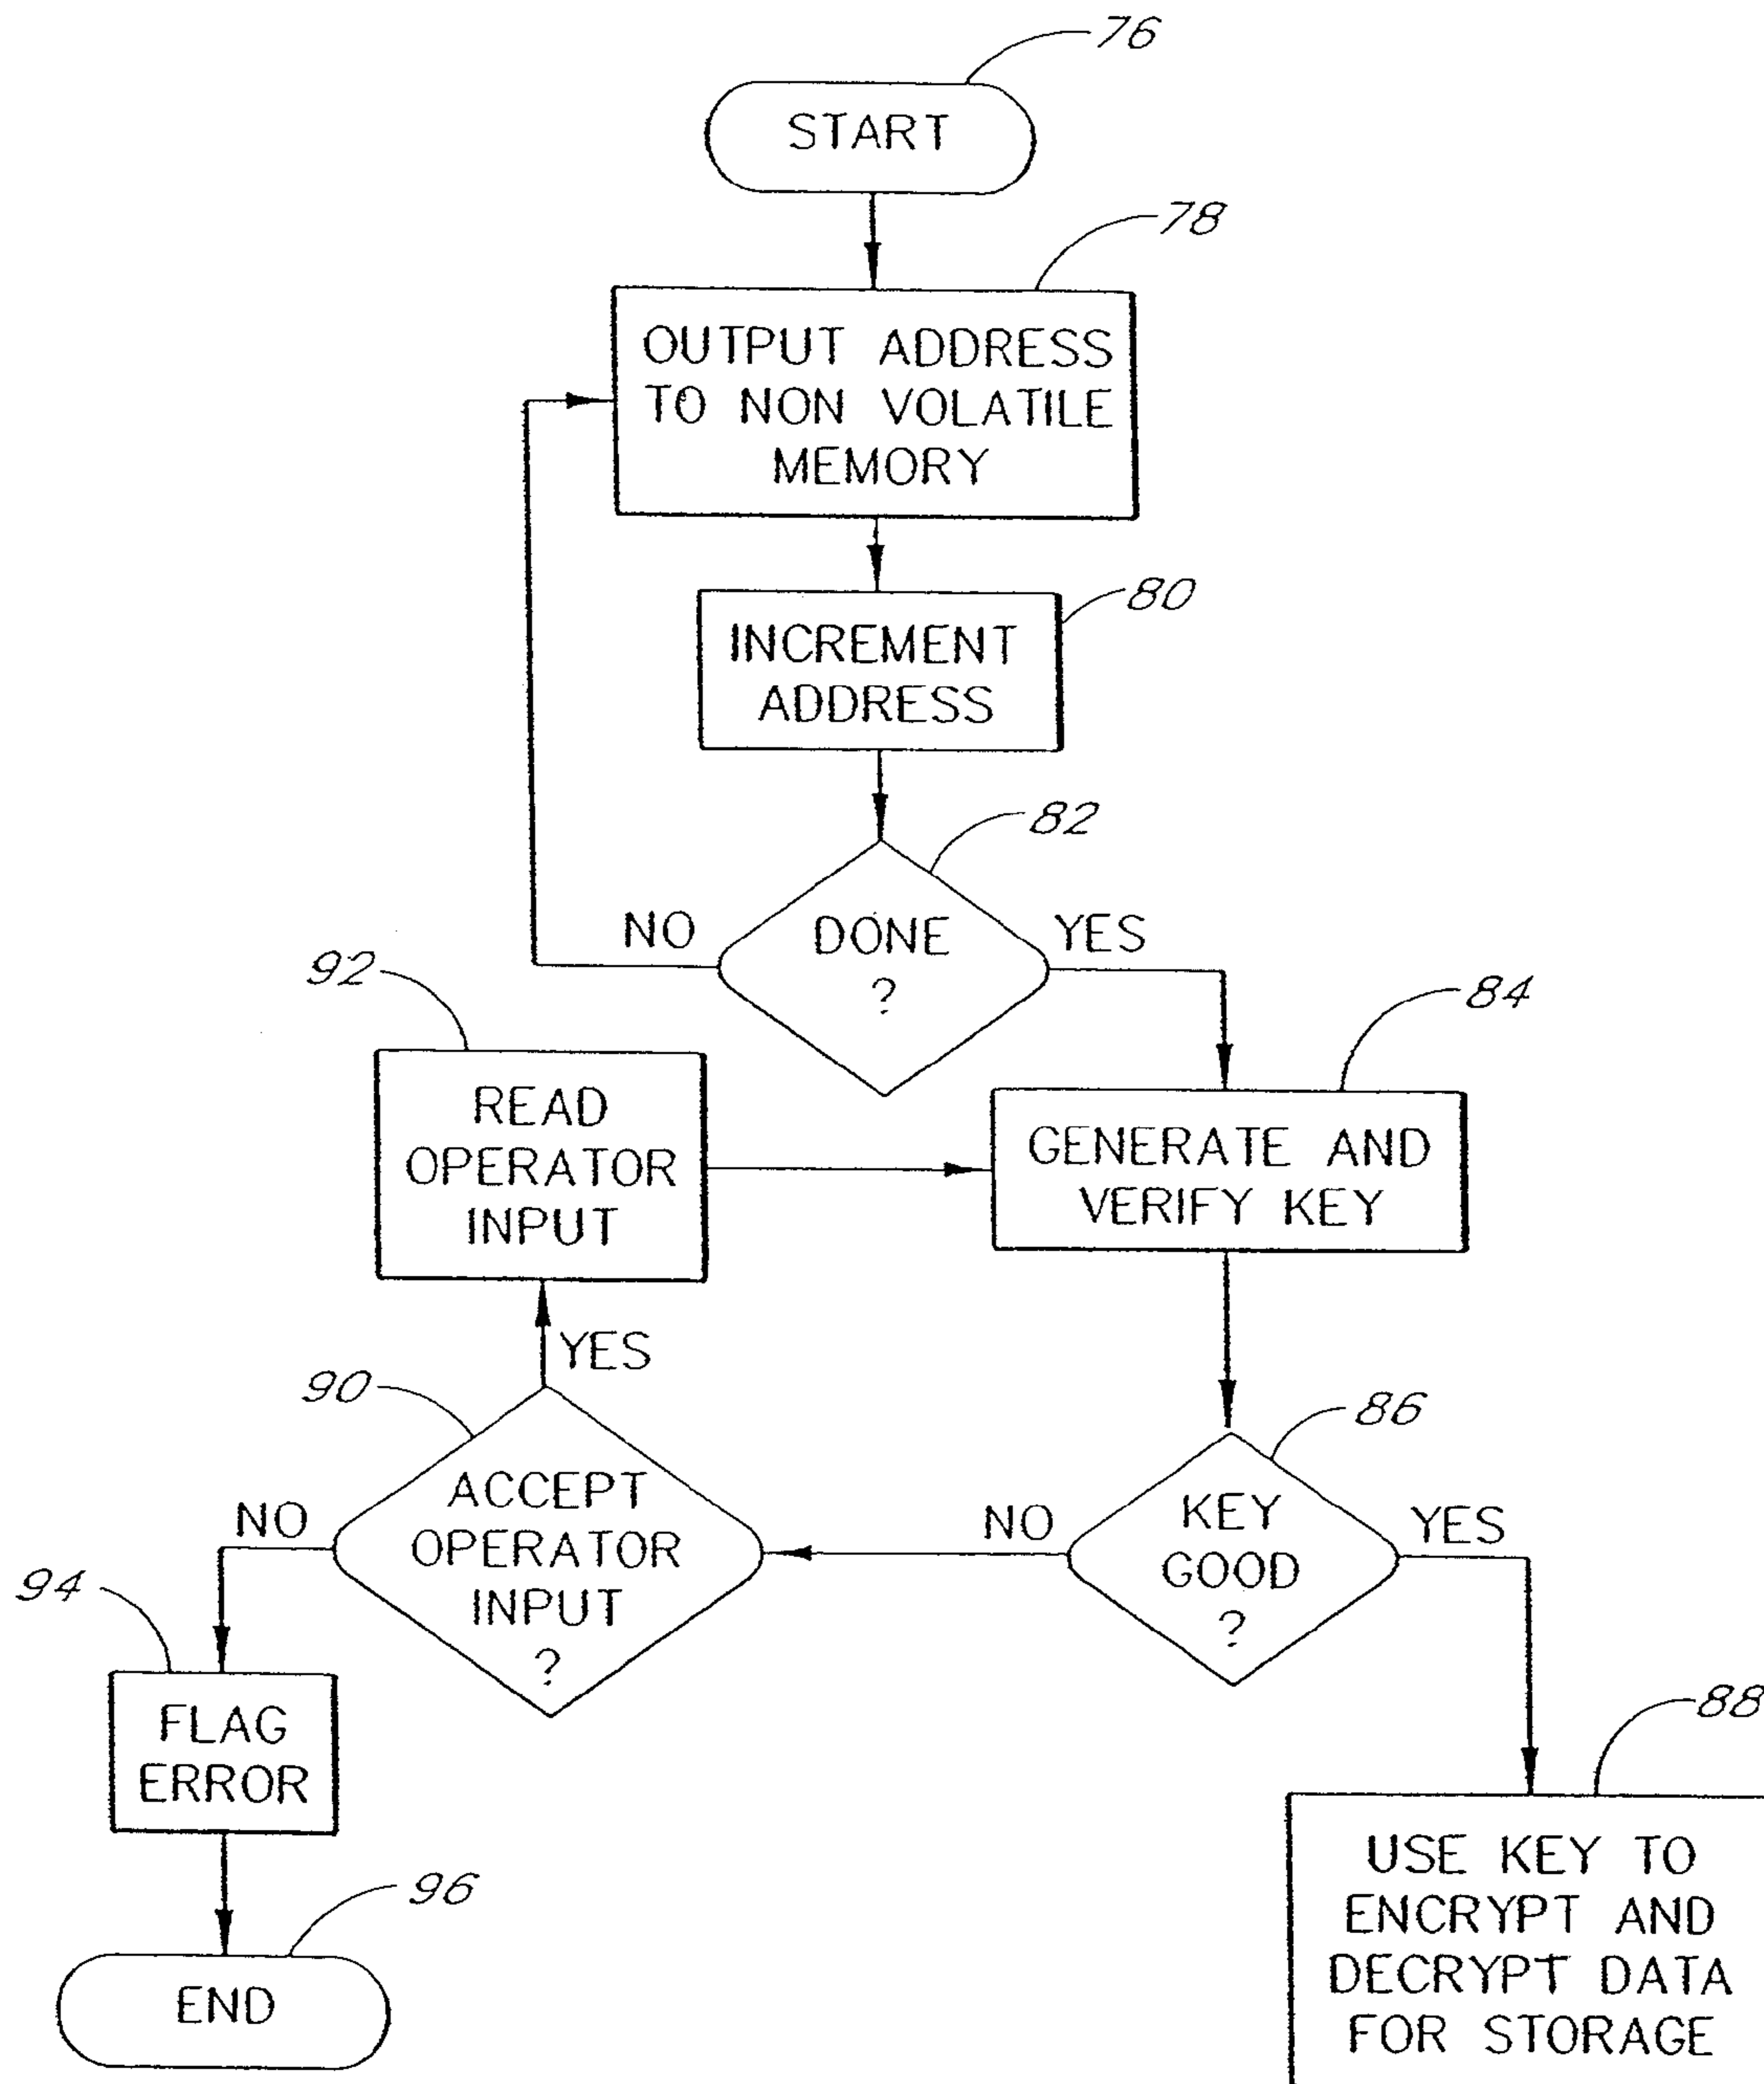 76
START
78
OUTPUT ADDRESS
TO NON VOLATILE
MEMORY
80
INCREMENT
ADDRESS
82
DONE
?
NO
YES
92
READ
OPERATOR
INPUT
84
GENERATE AND
VERIFY KEY
YES
90
ACCEPT
OPERATOR
INPUT
?
NO
86
KEY
GOOD
?
NO
YES
94
FLAG
ERROR
88
USE KEY TO
ENCRYPT AND
DECRYPT DATA
FOR STORAGE
96
END